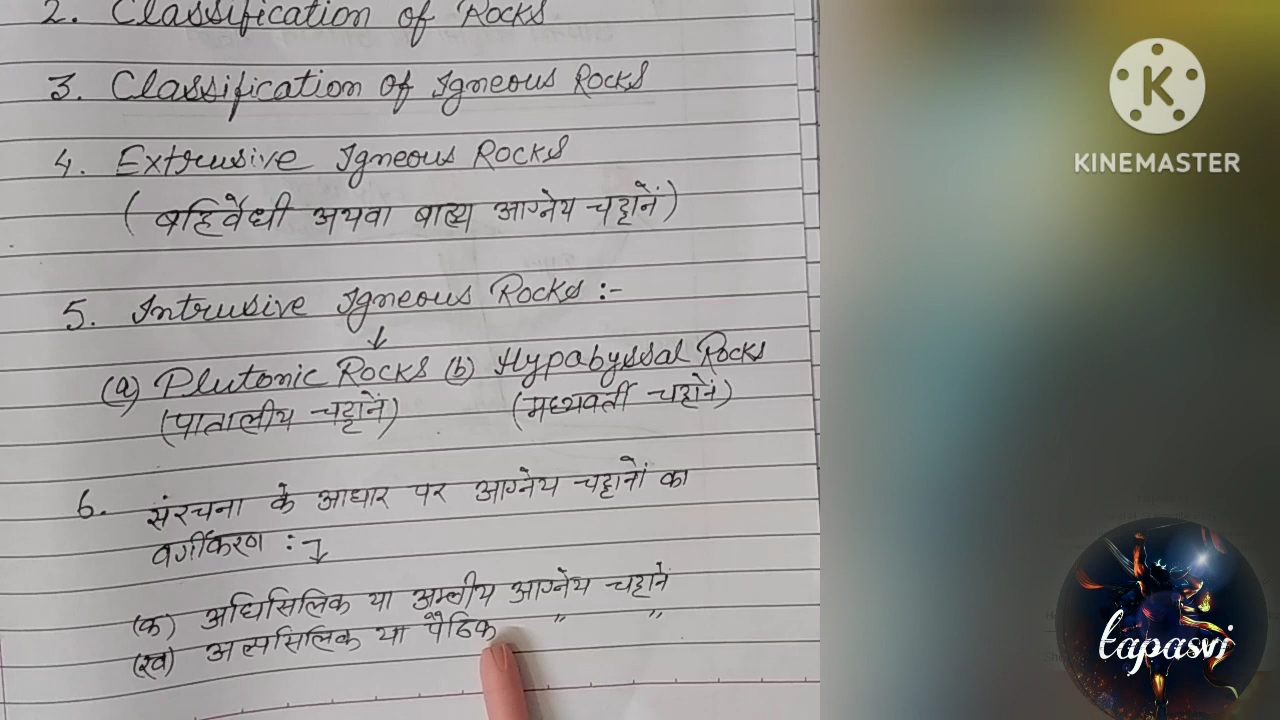 2. Classification of Rocks
3. Classification of Igneous Rocks
4. Extrusive Igneous Rocks
( बहिर्वेधी अथवा बाह्य आग्नेय चट्टानें )
5. Intrusive Igneous Rocks :-
↓
(a) Plutonic Rocks (b) Hypabyssal Rocks
(पातालीय चट्टानें) (मध्यवर्ती चट्टानें)
6. संरचना के आधार पर आग्नेय चट्टानों का
वर्गीकरण :-
(क) अधिसिलिक या अम्लीय आग्नेय चट्टानें
(ख) अल्पसिलिक या पैठिक " "
KINEMASTER
tapasvi